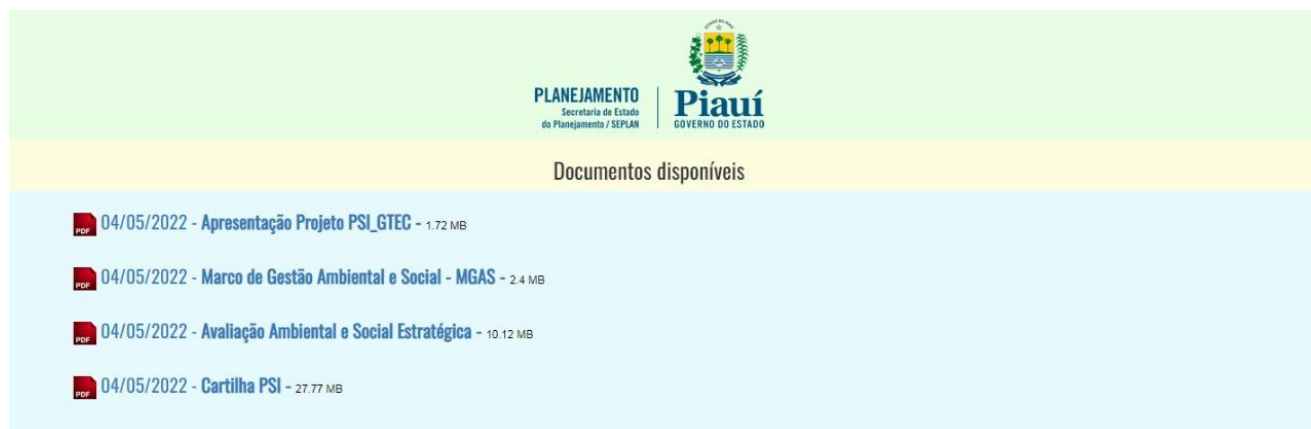 PLANEJAMENTO
Secretaria de Estado
do Planejamento / SEPLAN
Piauí
GOVERNO DO ESTADO
Documentos disponíveis
PDF 04/05/2022 - Apresentação Projeto PSI_GTEC - 1.72 MB
PDF 04/05/2022 - Marco de Gestão Ambiental e Social - MGAS - 2.4 MB
PDF 04/05/2022 - Avaliação Ambiental e Social Estratégica - 10.12 MB
PDF 04/05/2022 - Cartilha PSI - 27.77 MB